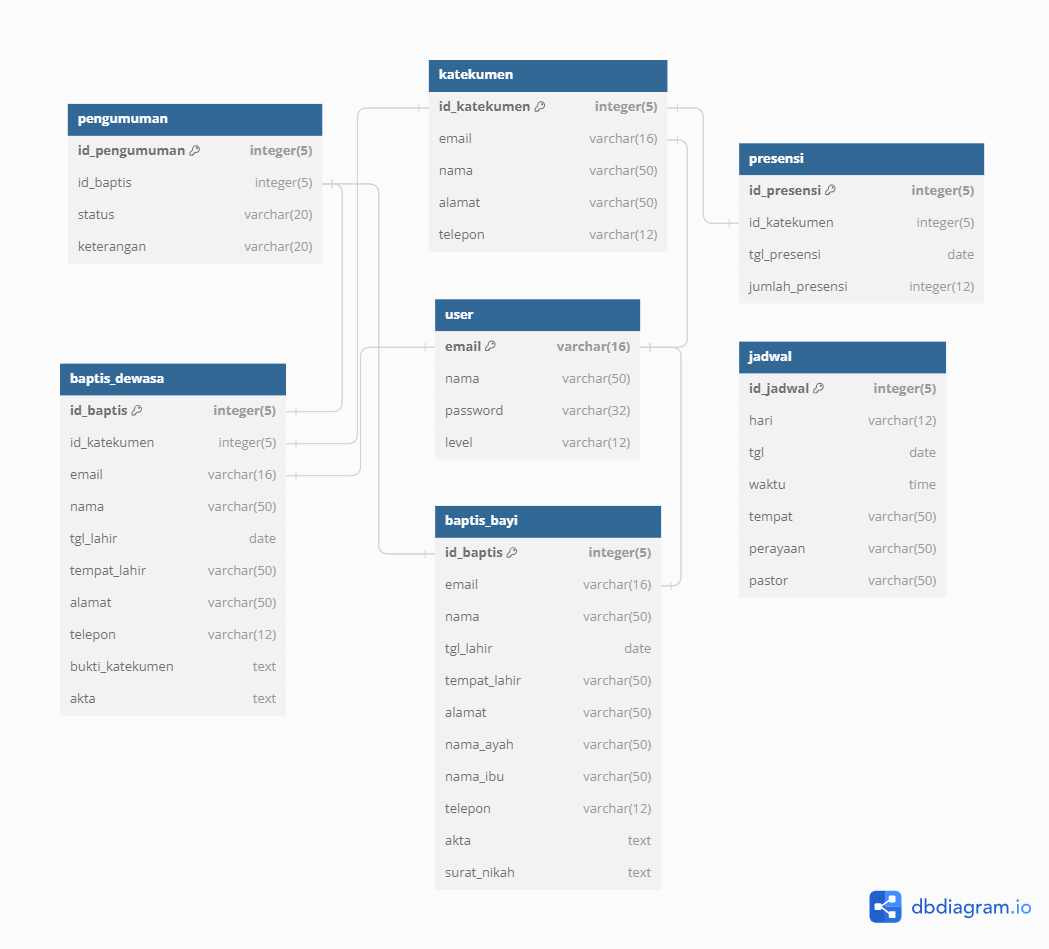 pengumuman
id_pengumuman integer(5)
id_baptis integer(5)
status varchar(20)
keterangan varchar(20)
katekumen
id_katekumen integer(5)
email varchar(16)
nama varchar(50)
alamat varchar(50)
telepon varchar(12)
presensi
id_presensi integer(5)
id_katekumen integer(5)
tgl_presensi date
jumlah_presensi integer(12)
user
email varchar(16)
nama varchar(50)
password varchar(32)
level varchar(12)
jadwal
id_jadwal integer(5)
hari varchar(12)
tgl date
waktu time
tempat varchar(50)
perayaan varchar(50)
pastor varchar(50)
baptis_dewasa
id_baptis integer(5)
id_katekumen integer(5)
email varchar(16)
nama varchar(50)
tgl_lahir date
tempat_lahir varchar(50)
alamat varchar(50)
telepon varchar(12)
bukti_katekumen text
akta text
baptis_bayi
id_baptis integer(5)
email varchar(16)
nama varchar(50)
tgl_lahir date
tempat_lahir varchar(50)
alamat varchar(50)
nama_ayah varchar(50)
nama_ibu varchar(50)
telepon varchar(12)
akta text
surat_nikah text
dbdiagram.io